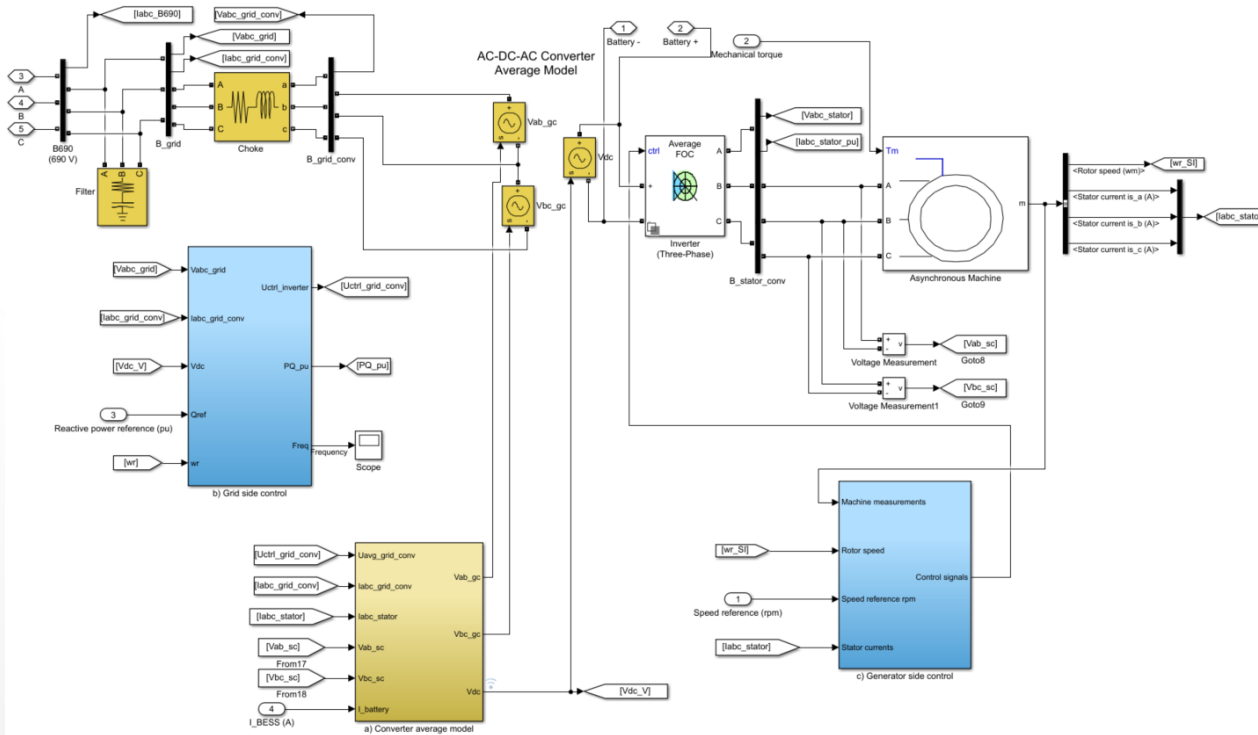 [Iabc_B690]
[Vabc_grid_conv]
[Vabc_grid]
[Iabc_grid_conv]
3
A
4
B
5
C
B690
(690 V)
A
B
C
Filter
B_grid
A
B
C
a
b
c
Choke
B_grid_conv
AC-DC-AC Converter
Average Model
+
s
-
Vab_gc
+
s
-
Vbc_gc
1
Battery -
2
Battery +
2
Mechanical torque
+
s
-
Vdc
ctrl
+
-
Average
FOC
A
B
C
Inverter
(Three-Phase)
B_stator_conv
[Vabc_stator]
[Iabc_stator_pu]
Tm
A
B
C
m
Asynchronous Machine
<Rotor speed (wm)>
<Stator current is_a (A)>
<Stator current is_b (A)>
<Stator current is_c (A)>
[wr_SI]
[Iabc_stato
+
-
v
Voltage Measurement
[Vab_sc]
Goto8
+
-
v
Voltage Measurement1
[Vbc_sc]
Goto9
[Vabc_grid]
[Iabc_grid_conv]
[Vdc_V]
3
Reactive power reference (pu)
[wr]
Vabc_grid
Iabc_grid_conv
Vdc
Qref
wr
Uctrl_inverter
PQ_pu
Freq
b) Grid side control
[Uctrl_grid_conv]
[PQ_pu]
Frequency
Scope
[Uctrl_grid_conv]
[Iabc_grid_conv]
[Iabc_stator]
[Vab_sc]
From17
[Vbc_sc]
From18
4
I_BESS (A)
Uavg_grid_conv
Iabc_grid_conv
Iabc_stator
Vab_sc
Vbc_sc
I_battery
Vab_gc
Vbc_gc
Vdc
a) Converter average model
[Vdc_V]
[wr_SI]
1
Speed reference (rpm)
[Iabc_stator]
Machine measurements
Rotor speed
Speed reference rpm
Stator currents
Control signals
c) Generator side control